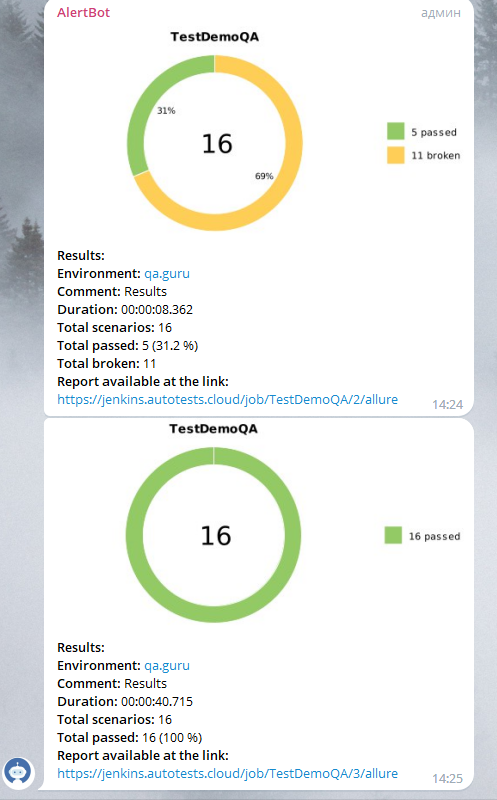 AlertBot админ
TestDemoQA
31%
16
69%
5 passed
11 broken
Results:
Environment: qa.guru
Comment: Results
Duration: 00:00:08.362
Total scenarios: 16
Total passed: 5 (31.2 %)
Total broken: 11
Report available at the link:
https://jenkins.autotests.cloud/job/TestDemoQA/2/allure 14:24
TestDemoQA
16
16 passed
Results:
Environment: qa.guru
Comment: Results
Duration: 00:00:40.715
Total scenarios: 16
Total passed: 16 (100 %)
Report available at the link:
https://jenkins.autotests.cloud/job/TestDemoQA/3/allure 14:25